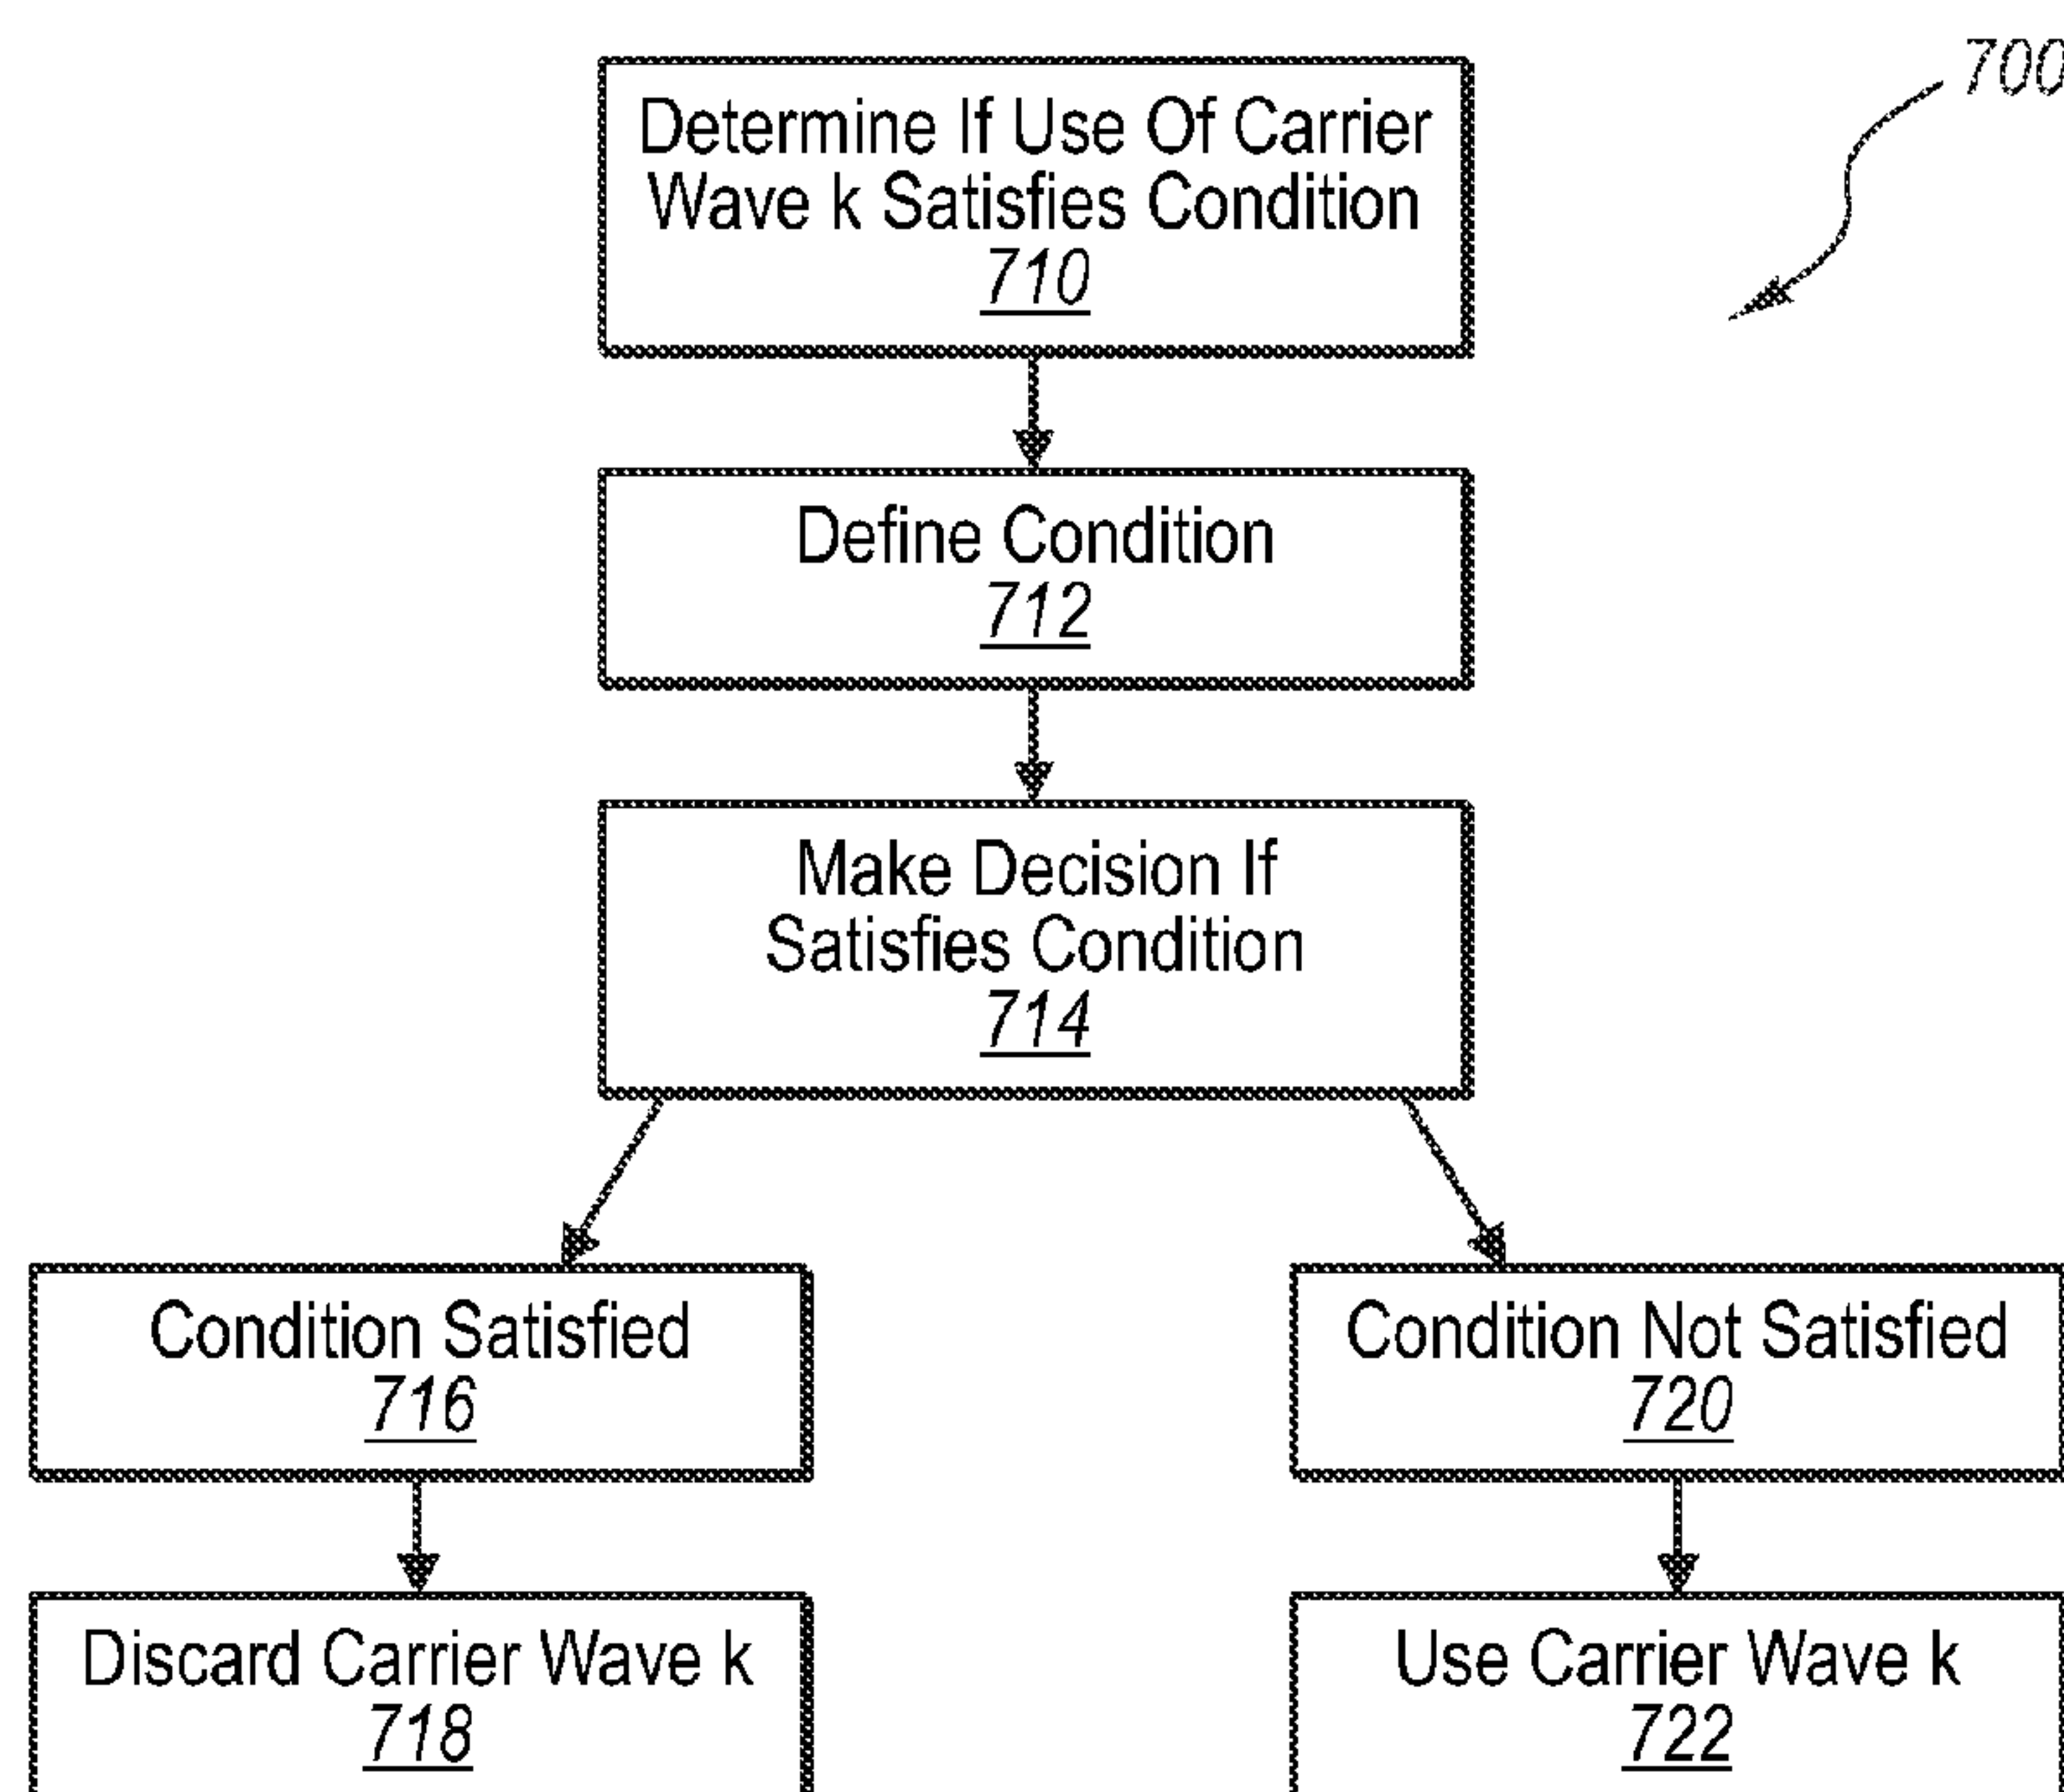 700
Determine If Use Of Carrier
Wave k Satisfies Condition
710
Define Condition
712
Make Decision If
Satisfies Condition
714
Condition Satisfied
716
Condition Not Satisfied
720
Discard Carrier Wave k
718
Use Carrier Wave k
722